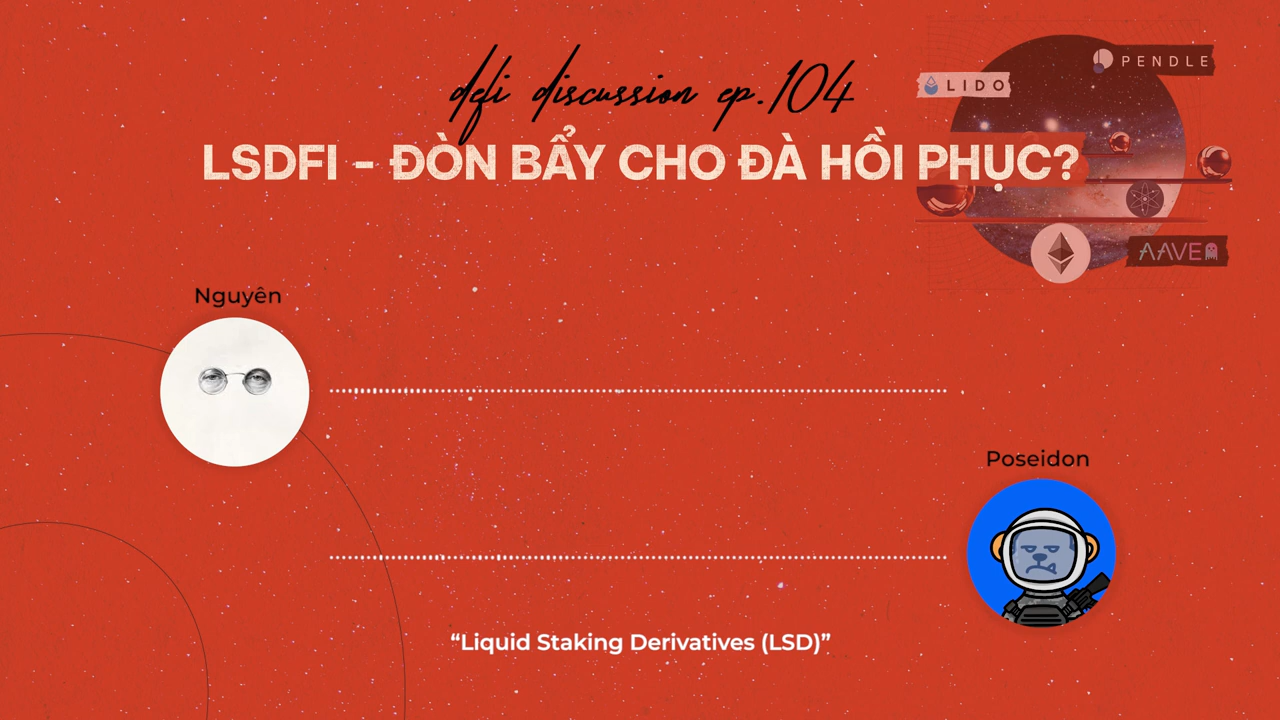 defi discussion ep.104
LSDFI - ĐÒN BẨY CHO ĐÀ HỒI PHỤC?
PENDLE
LIDO
AAVE
Nguyên
Poseidon
“Liquid Staking Derivatives (LSD)”